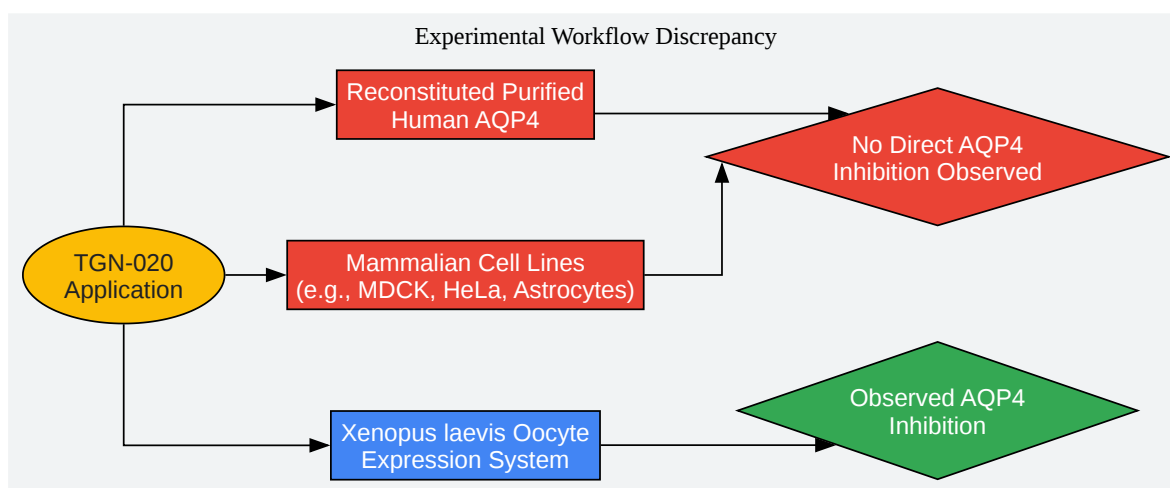 Experimental Workflow Discrepancy
Reconstituted Purified
Human AQP4
No Direct AQP4
Inhibition Observed
TGN-020
Application
Mammalian Cell Lines
(e.g., MDCK, HeLa, Astrocytes)
Observed AQP4
Inhibition
Xenopus laevis Oocyte
Expression System